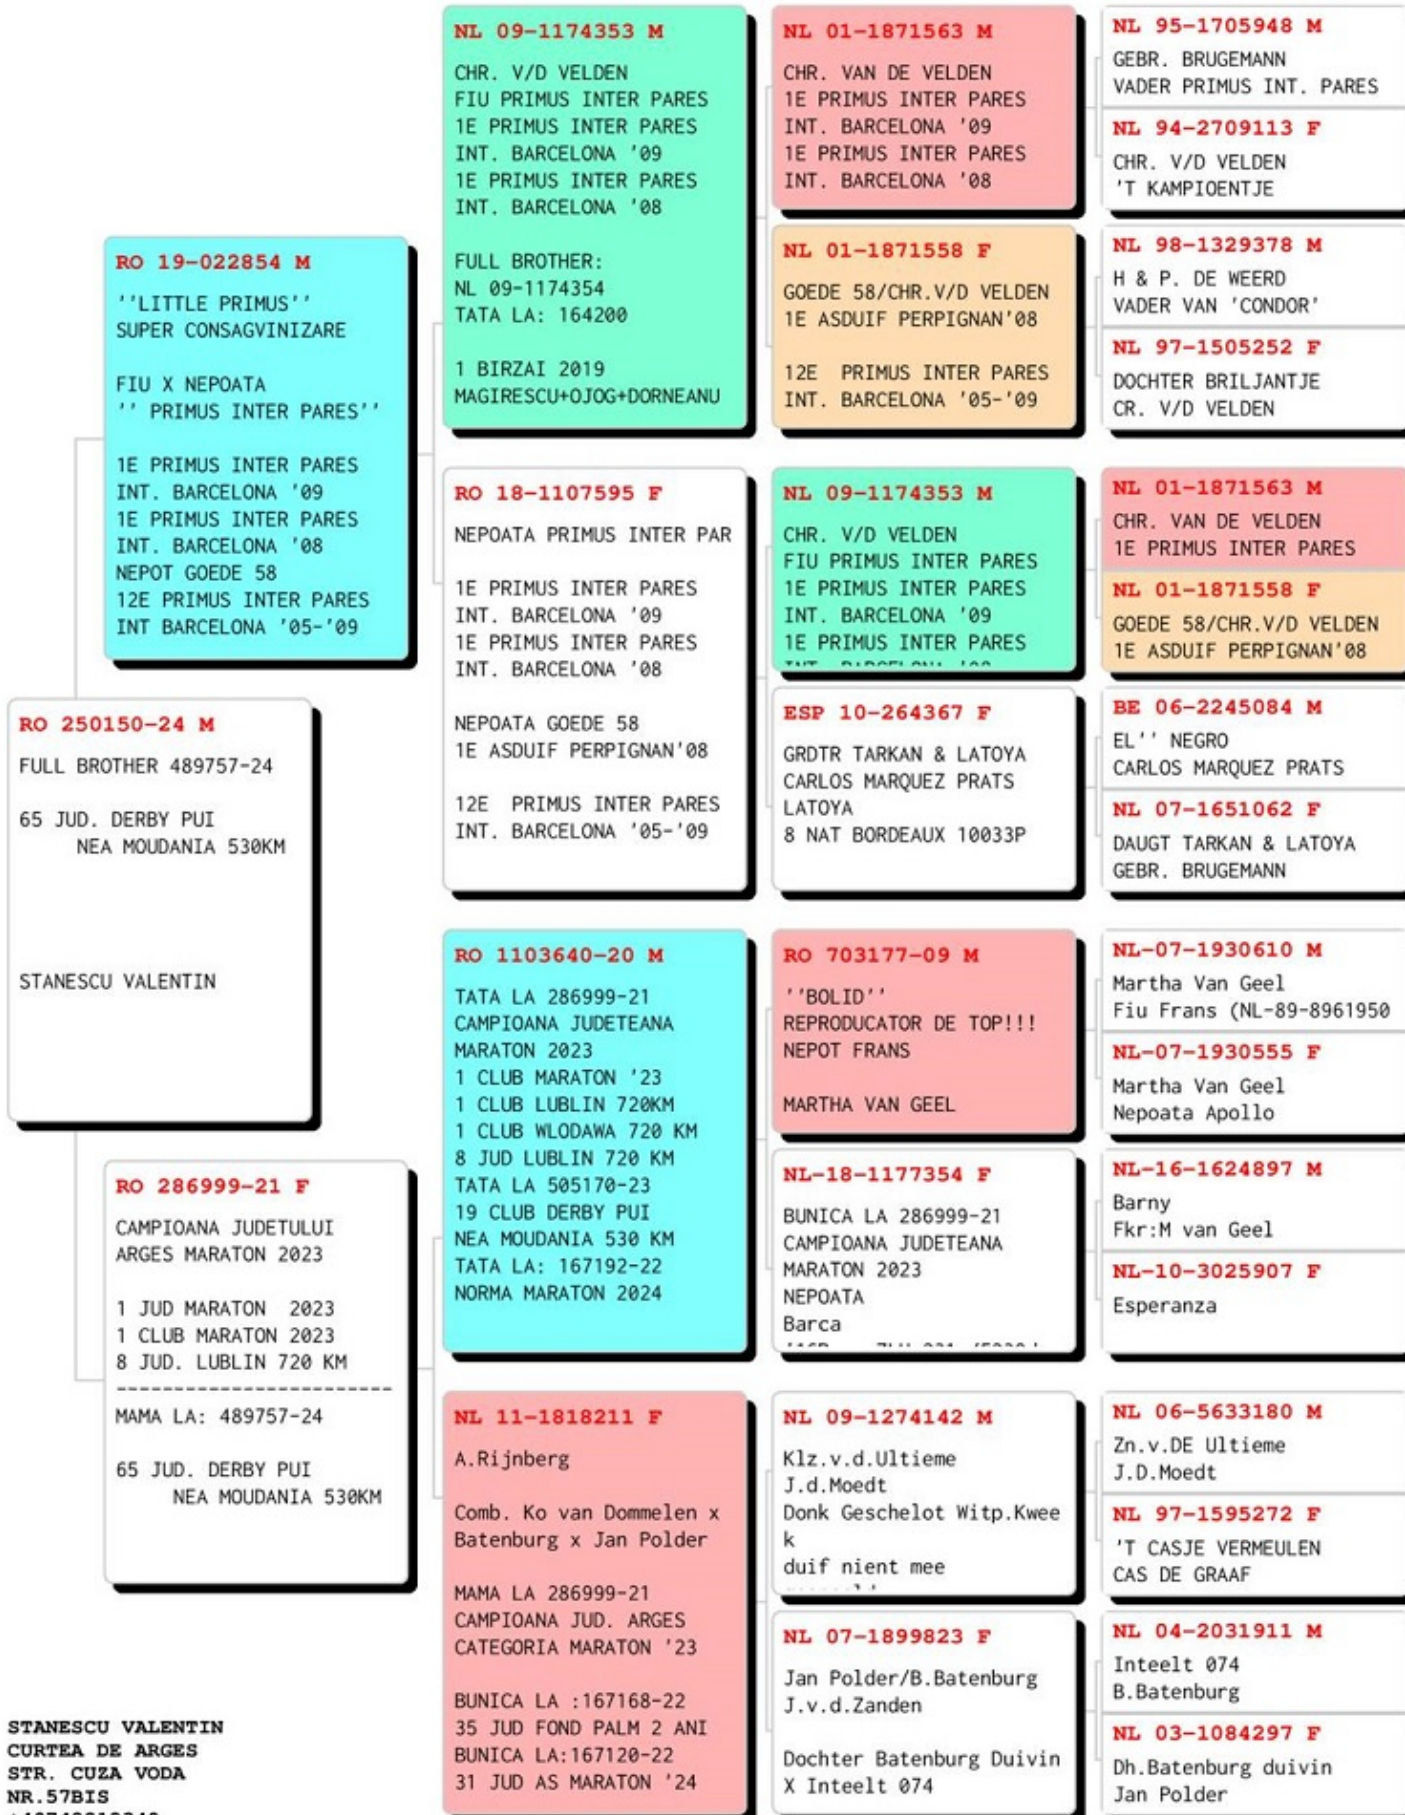 RO 250150-24 M
FULL BROTHER 489757-24
65 JUD. DERBY PUI
NEA MOUDANIA 530KM
STANESCU VALENTIN
RO 19-022854 M
''LITTLE PRIMUS''
SUPER CONSAGVINIZARE
FIU X NEPOATA
'' PRIMUS INTER PARES''
1E PRIMUS INTER PARES
INT. BARCELONA '09
1E PRIMUS INTER PARES
INT. BARCELONA '08
NEPOT GOEDE 58
12E PRIMUS INTER PARES
INT BARCELONA '05-'09
RO 286999-21 F
CAMPIOANA JUDETULUI
ARGES MARATON 2023
1 JUD MARATON 2023
1 CLUB MARATON 2023
8 JUD. LUBLIN 720 KM
------------------------
MAMA LA: 489757-24
65 JUD. DERBY PUI
NEA MOUDANIA 530KM
NL 09-1174353 M
CHR. V/D VELDEN
FIU PRIMUS INTER PARES
1E PRIMUS INTER PARES
INT. BARCELONA '09
1E PRIMUS INTER PARES
INT. BARCELONA '08
FULL BROTHER:
NL 09-1174354
TATA LA: 164200
1 BIRZAI 2019
MAGIRESCU+OJOG+DORNEANU
RO 18-1107595 F
NEPOATA PRIMUS INTER PAR
1E PRIMUS INTER PARES
INT. BARCELONA '09
1E PRIMUS INTER PARES
INT. BARCELONA '08
NEPOATA GOEDE 58
1E ASDUIF PERPIGNAN'08
12E PRIMUS INTER PARES
INT. BARCELONA '05-'09
RO 1103640-20 M
TATA LA 286999-21
CAMPIOANA JUDETEANA
MARATON 2023
1 CLUB MARATON '23
1 CLUB LUBLIN 720KM
1 CLUB WLODAWA 720 KM
8 JUD LUBLIN 720 KM
TATA LA 505170-23
19 CLUB DERBY PUI
NEA MOUDANIA 530 KM
TATA LA: 167192-22
NORMA MARATON 2024
NL 11-1818211 F
A.Rijnberg
Comb. Ko van Dommelen x
Batenburg x Jan Polder
MAMA LA 286999-21
CAMPIOANA JUD. ARGES
CATEGORIA MARATON '23
BUNICA LA :167168-22
35 JUD FOND PALM 2 ANI
BUNICA LA:167120-22
31 JUD AS MARATON '24
NL 01-1871563 M
CHR. VAN DE VELDEN
1E PRIMUS INTER PARES
INT. BARCELONA '09
1E PRIMUS INTER PARES
INT. BARCELONA '08
NL 01-1871558 F
GOEDE 58/CHR.V/D VELDEN
1E ASDUIF PERPIGNAN'08
12E PRIMUS INTER PARES
INT. BARCELONA '05-'09
NL 09-1174353 M
CHR. V/D VELDEN
FIU PRIMUS INTER PARES
1E PRIMUS INTER PARES
INT. BARCELONA '09
1E PRIMUS INTER PARES
ESP 10-264367 F
GRDTR TARKAN & LATOYA
CARLOS MARQUEZ PRATS
LATOYA
8 NAT BORDEAUX 10033P
RO 703177-09 M
''BOLID''
REPRODUCATOR DE TOP!!!
NEPOT FRANS
MARTHA VAN GEEL
NL-18-1177354 F
BUNICA LA 286999-21
CAMPIOANA JUDETEANA
MARATON 2023
NEPOATA
Barca
NL 09-1274142 M
Klz.v.d.Ultieme
J.d.Moedt
Donk Geschelot Witp.Kwee
k
duif nient mee
NL 07-1899823 F
Jan Polder/B.Batenburg
J.v.d.Zanden
Dochter Batenburg Duivin
X Inteelt 074
NL 95-1705948 M
GEBR. BRUGEMANN
VADER PRIMUS INT. PARES
NL 94-2709113 F
CHR. V/D VELDEN
'T KAMPIOENTJE
NL 98-1329378 M
H & P. DE WEERD
VADER VAN 'CONDOR'
NL 97-1505252 F
DOCHTER BRILJANTJE
CR. V/D VELDEN
NL 01-1871563 M
CHR. VAN DE VELDEN
1E PRIMUS INTER PARES
NL 01-1871558 F
GOEDE 58/CHR.V/D VELDEN
1E ASDUIF PERPIGNAN'08
BE 06-2245084 M
EL'' NEGRO
CARLOS MARQUEZ PRATS
NL 07-1651062 F
DAUGT TARKAN & LATOYA
GEBR. BRUGEMANN
NL-07-1930610 M
Martha Van Geel
Fiu Frans (NL-89-8961950
NL-07-1930555 F
Martha Van Geel
Nepoata Apollo
NL-16-1624897 M
Barny
Fkr:M van Geel
NL-10-3025907 F
Esperanza
NL 06-5633180 M
Zn.v.DE Ultieme
J.D.Moedt
NL 97-1595272 F
'T CASJE VERMEULEN
CAS DE GRAAF
NL 04-2031911 M
Inteelt 074
B.Batenburg
NL 03-1084297 F
Dh.Batenburg duivin
Jan Polder
STANESCU VALENTIN
CURTEA DE ARGES
STR. CUZA VODA
NR.57BIS